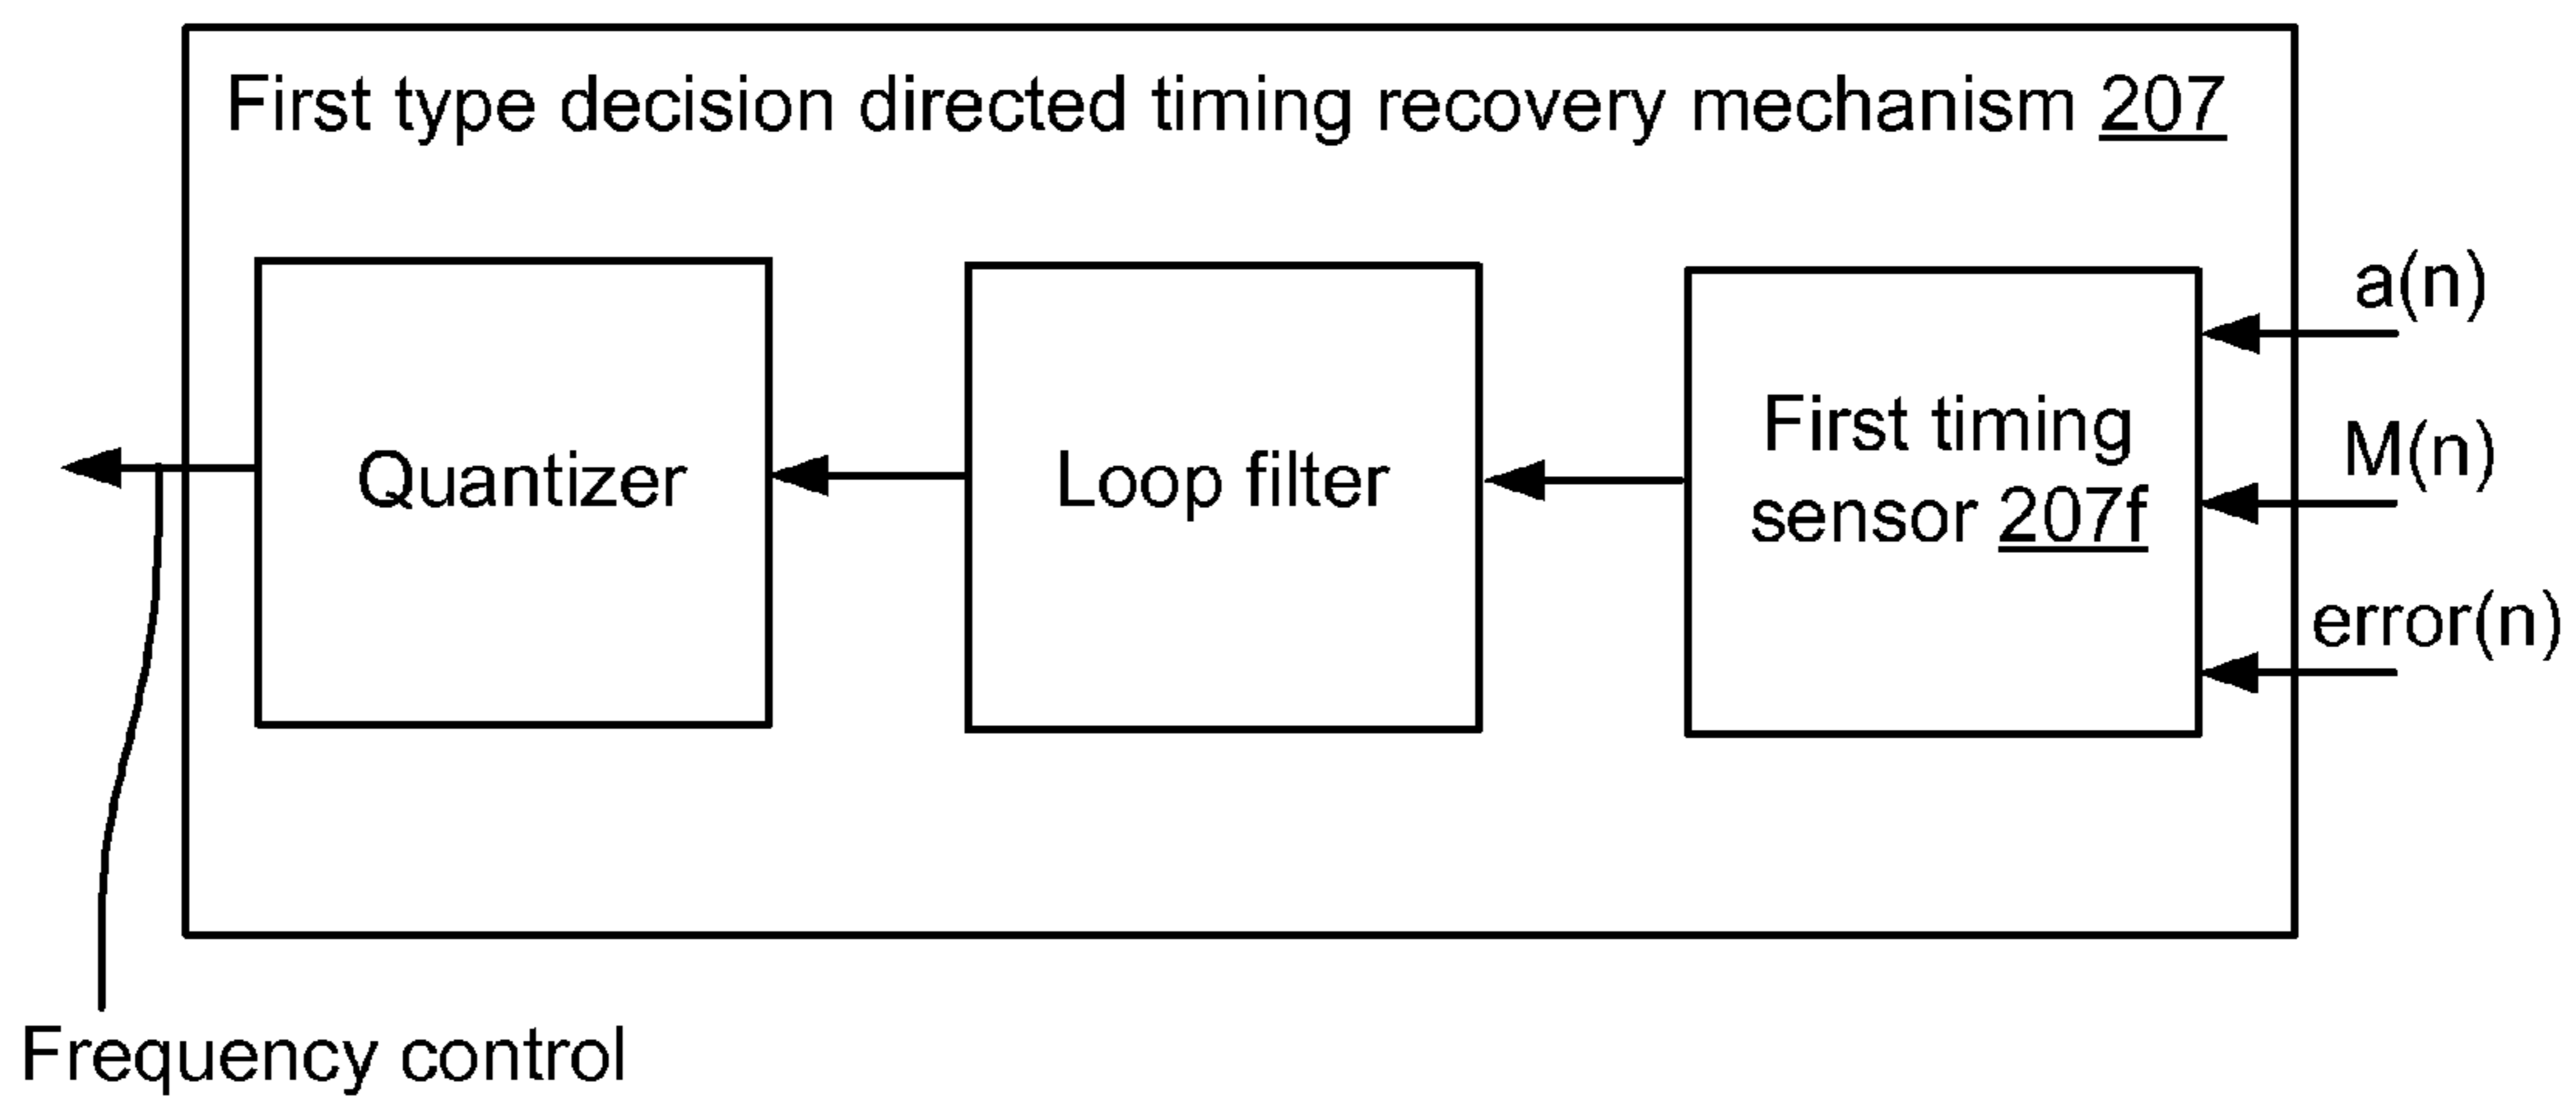 First type decision directed timing recovery mechanism 207
a(n)
M(n)
error(n)
First timing
sensor 207f
Loop filter
Quantizer
Frequency control